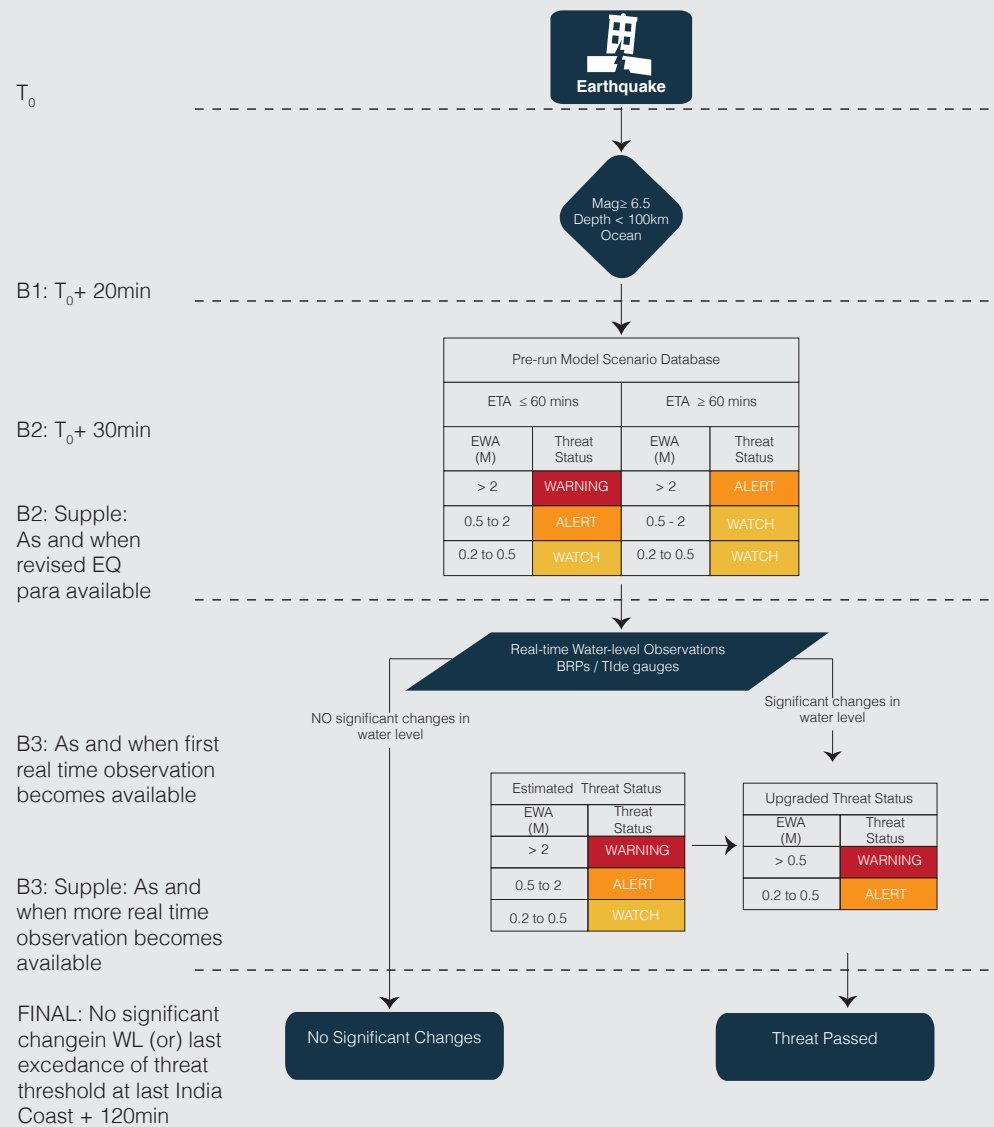 Earthquake
T₀
Mag≥ 6.5
Depth < 100km
Ocean
B1: T₀+ 20min
Pre-run Model Scenario Database
ETA ≤ 60 mins
ETA ≥ 60 mins
EWA
(M)
Threat
Status
EWA
(M)
Threat
Status
> 2
WARNING
> 2
ALERT
0.5 to 2
ALERT
0.5 - 2
WATCH
0.2 to 0.5
WATCH
0.2 to 0.5
WATCH
B2: T₀+ 30min
B2: Supple:
As and when
revised EQ
para available
Real-time Water-level Observations
BRPs / TIde gauges
NO significant changes in
water level
Significant changes in
water level
B3: As and when first
real time observation
becomes available
Estimated Threat Status
EWA
(M)
Threat
Status
> 2
WARNING
0.5 to 2
ALERT
0.2 to 0.5
WATCH
Upgraded Threat Status
EWA
(M)
Threat
Status
> 0.5
WARNING
0.2 to 0.5
ALERT
B3: Supple: As and
when more real time
observation becomes
available
No Significant Changes
Threat Passed
FINAL: No significant
changein WL (or) last
excedance of threat
threshold at last India
Coast + 120min